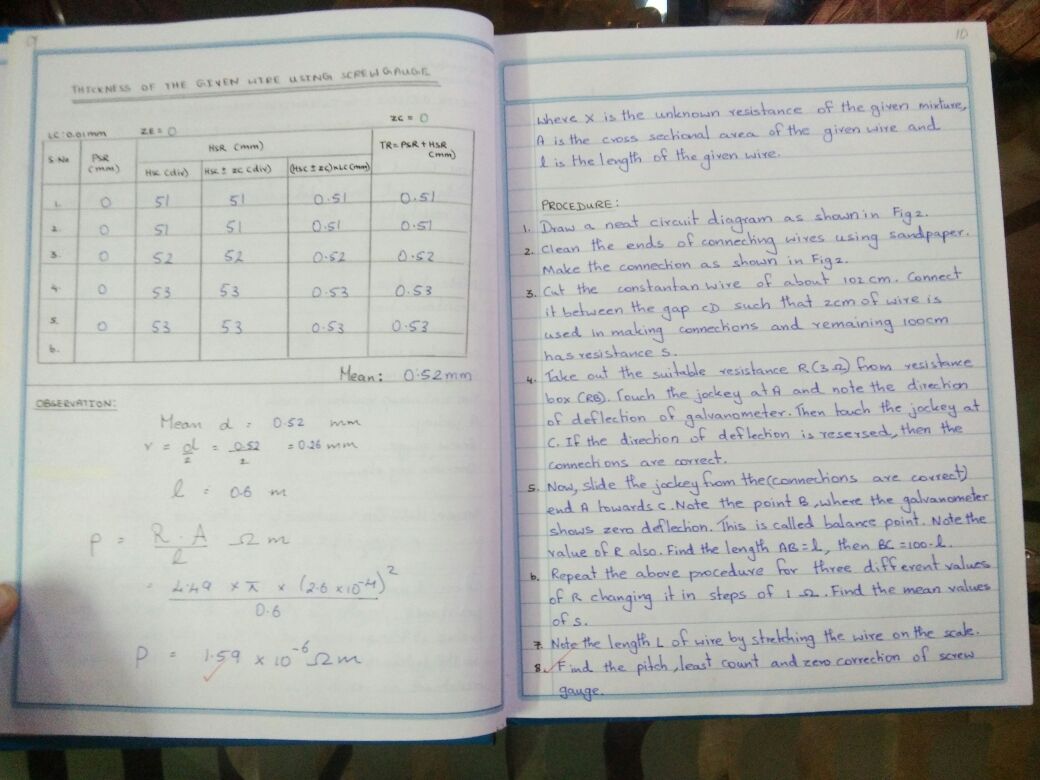 9
THICKNESS OF THE GIVEN WIRE USING SCREW GAUGE
LC: 0.01mm ZE = 0 ZC = 0
S.No PSR (mm) HSR (mm) TR = PSR + HSR (mm)
HSC (div) HSC ± ZC (div) (HSC ± ZC)×LC (mm)
1. 0 51 51 0.51 0.51
2. 0 51 51 0.51 0.51
3. 0 52 52 0.52 0.52
4. 0 53 53 0.53 0.53
5. 0 53 53 0.53 0.53
6.
Mean: 0.52mm
OBSERVATION:
Mean d = 0.52 mm
r = d/2 = 0.52/2 = 0.26 mm
l = 0.6 m
ρ = R.A/l Ω m
= 4.49 × π × (2.6 × 10⁻⁴)²/0.6
ρ = 1.59 × 10⁻⁶ Ω m
10
where X is the unknown resistance of the given mixture,
A is the cross sectional area of the given wire and
l is the length of the given wire.
PROCEDURE:
1. Draw a neat circuit diagram as shown in Fig 2.
2. Clean the ends of connecting wires using sandpaper.
Make the connection as shown in Fig 2.
3. Cut the constantan wire of about 102 cm. Connect
it between the gap CD such that 2cm of wire is
used in making connections and remaining 100cm
has resistance S.
4. Take out the suitable resistance R (3 Ω) from resistance
box (RB). Touch the jockey at A and note the direction
of deflection of galvanometer. Then touch the jockey at
C. If the direction of deflection is resersed, then the
connections are correct.
5. Now, slide the jockey from the (connections are correct)
end A towards C. Note the point B, where the galvanometer
shows zero deflection. This is called balance point. Note the
value of R also. Find the length AB = l, then BC = 100-l.
6. Repeat the above procedure for three different values
of R changing it in steps of 1 Ω. Find the mean values
of S.
7. Note the length L of wire by stretching the wire on the scale.
8. Find the pitch, least count and zero correction of screw
gauge.